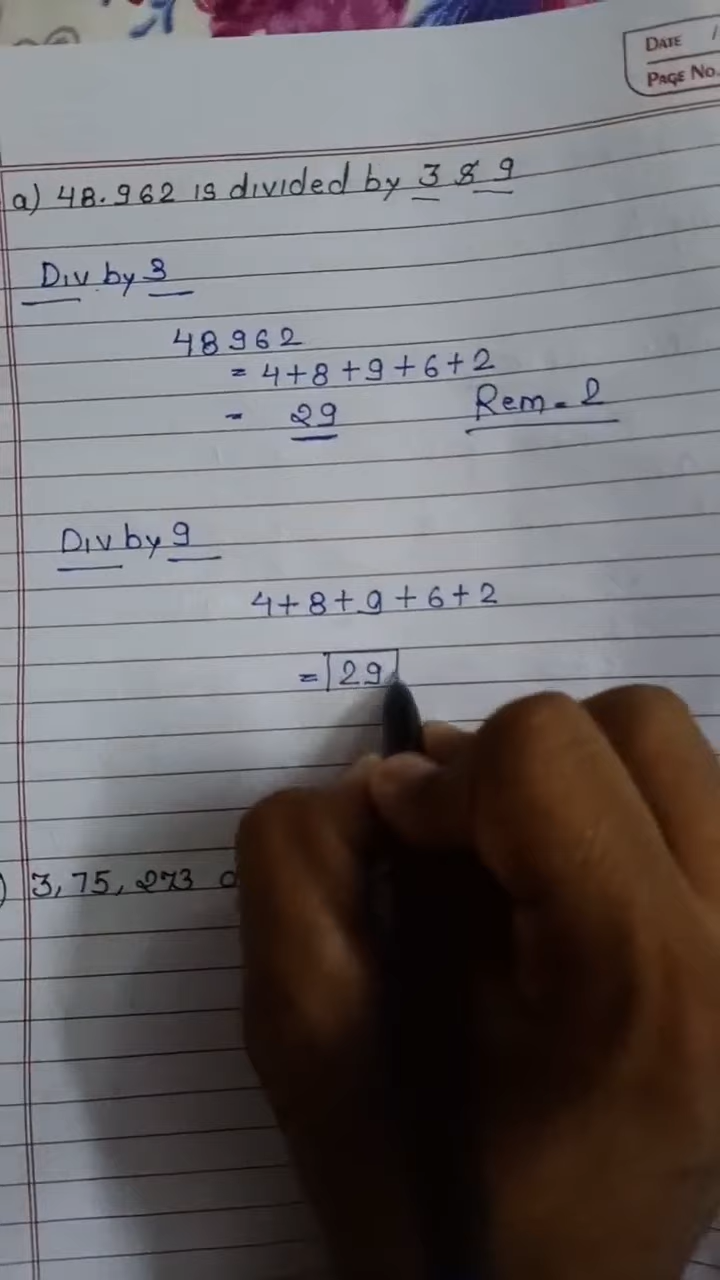 DATE /
PAGE NO.
a) 48.962 is divided by 3 & 9
Div by 3
48962
= 4+8+9+6+2
= 29 Rem = 2
Div by 9
4+8+9+6+2
= 29
) 3,75,273